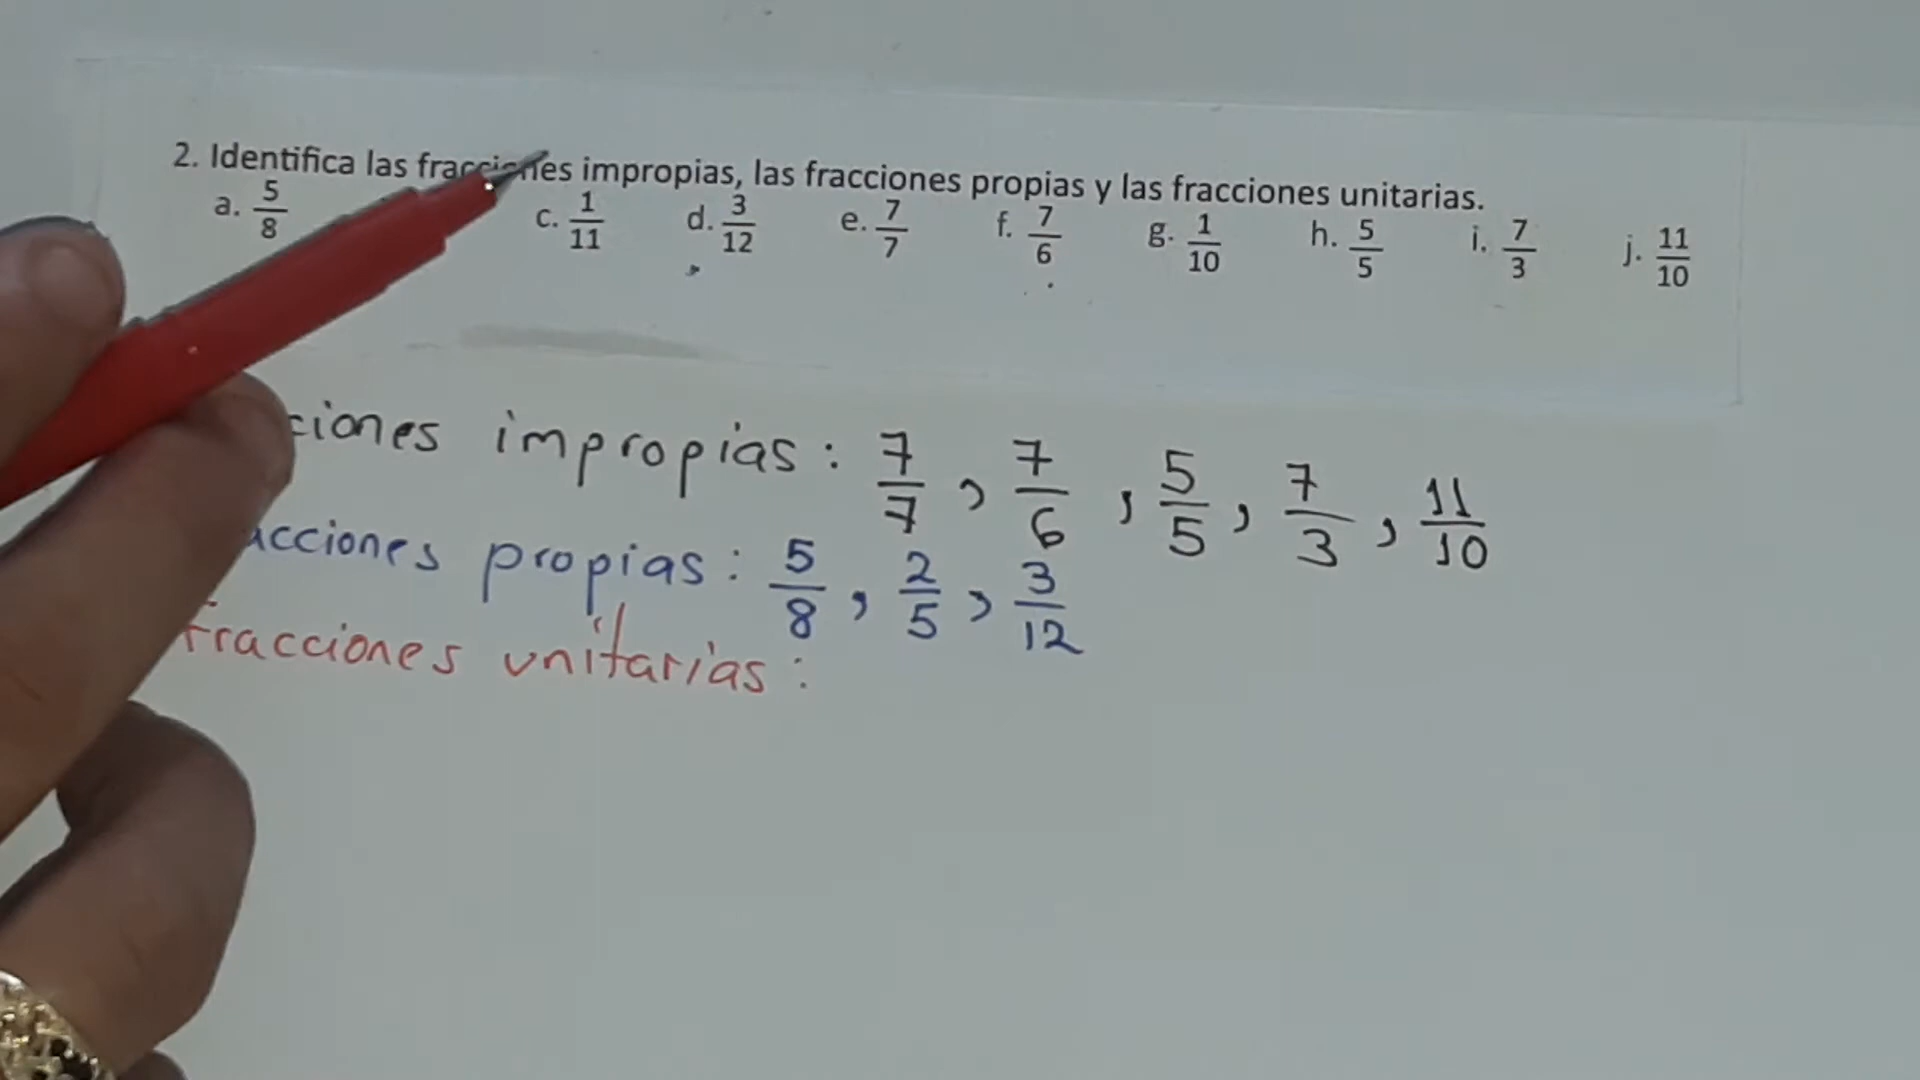 2. Identifica las fracciones impropias, las fracciones propias y las fracciones unitarias.
a. 5/8 c. 1/11 d. 3/12 e. 7/7 f. 7/6 g. 1/10 h. 5/5 i. 7/3 j. 11/10
ciones impropias: 7/7, 7/6, 5/5, 7/3, 11/10
acciones propias: 5/8, 2/5, 3/12
fracciones unitarias: